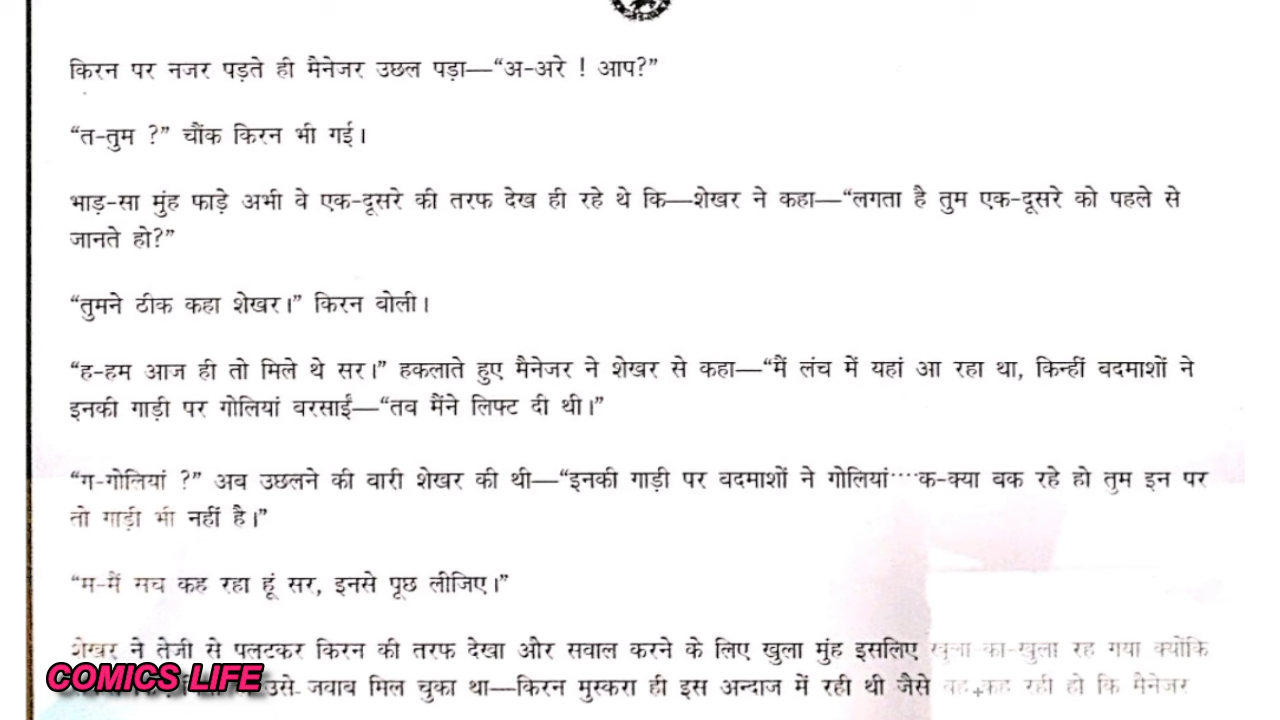 किरन पर नजर पड़ते ही मैनेजर उछल पड़ा—“अ-अरे ! आप?”
“त-तुम ?” चौंक किरन भी गई।
भाड़-सा मुंह फाड़े अभी वे एक-दूसरे की तरफ देख ही रहे थे कि—शेखर ने कहा—“लगता है तुम एक-दूसरे को पहले से
जानते हो?”
“तुमने ठीक कहा शेखर।” किरन बोली।
“ह-हम आज ही तो मिले थे सर।” हकलाते हुए मैनेजर ने शेखर से कहा—“मैं लंच में यहां आ रहा था, किन्हीं बदमाशों ने
इनकी गाड़ी पर गोलियां बरसाईं—“तब मैंने लिफ्ट दी थी।”
“ग-गोलियां ?” अब उछलने की बारी शेखर की थी—“इनकी गाड़ी पर बदमाशों ने गोलियां····क-क्या बक रहे हो तुम इन पर
तो गाड़ी भी नहीं है।”
“म-मैं सच कह रहा हूं सर, इनसे पूछ लीजिए।”
शेखर ने तेजी से पलटकर किरन की तरफ देखा और सवाल करने के लिए खुला मुंह इसलिए खुला-का-खुला रह गया क्योंकि
COMICS LIFE उसे जवाब मिल चुका था—किरन मुस्करा ही इस अन्दाज में रही थी जैसे वह कह रही हो कि मैनेजर